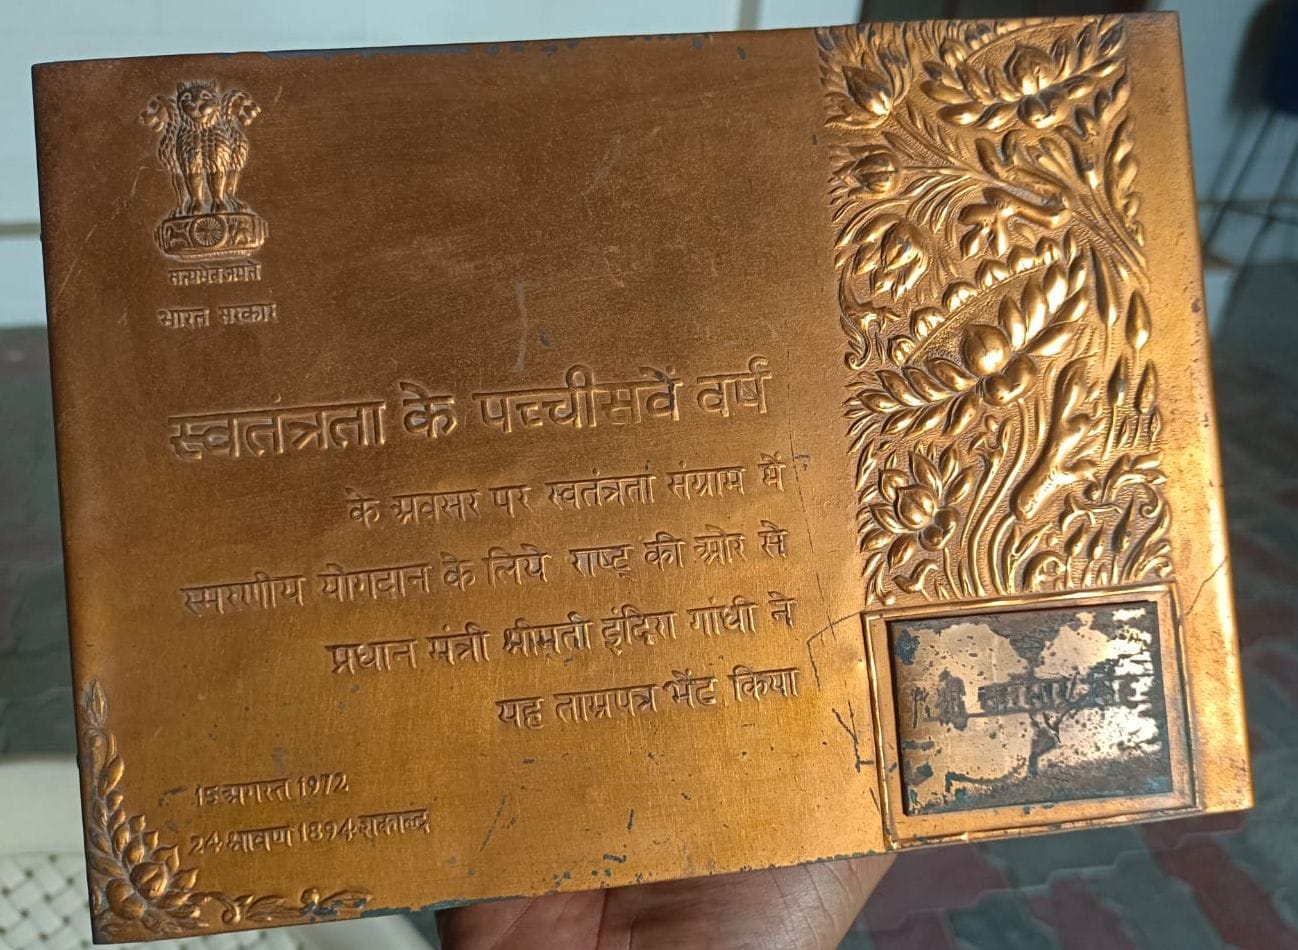 सत्यमेव जयते
भारत सरकार
स्वतंत्रता के पच्चीसवें वर्ष
के अवसर पर स्वतंत्रता संग्राम में
स्मरणीय योगदान के लिये राष्ट्र की ओर से
प्रधान मंत्री श्रीमती इंदिरा गांधी ने
यह ताम्रपत्र भेंट किया
15 अगस्त 1972
24 श्रावण 1894 शकाब्द
श्री